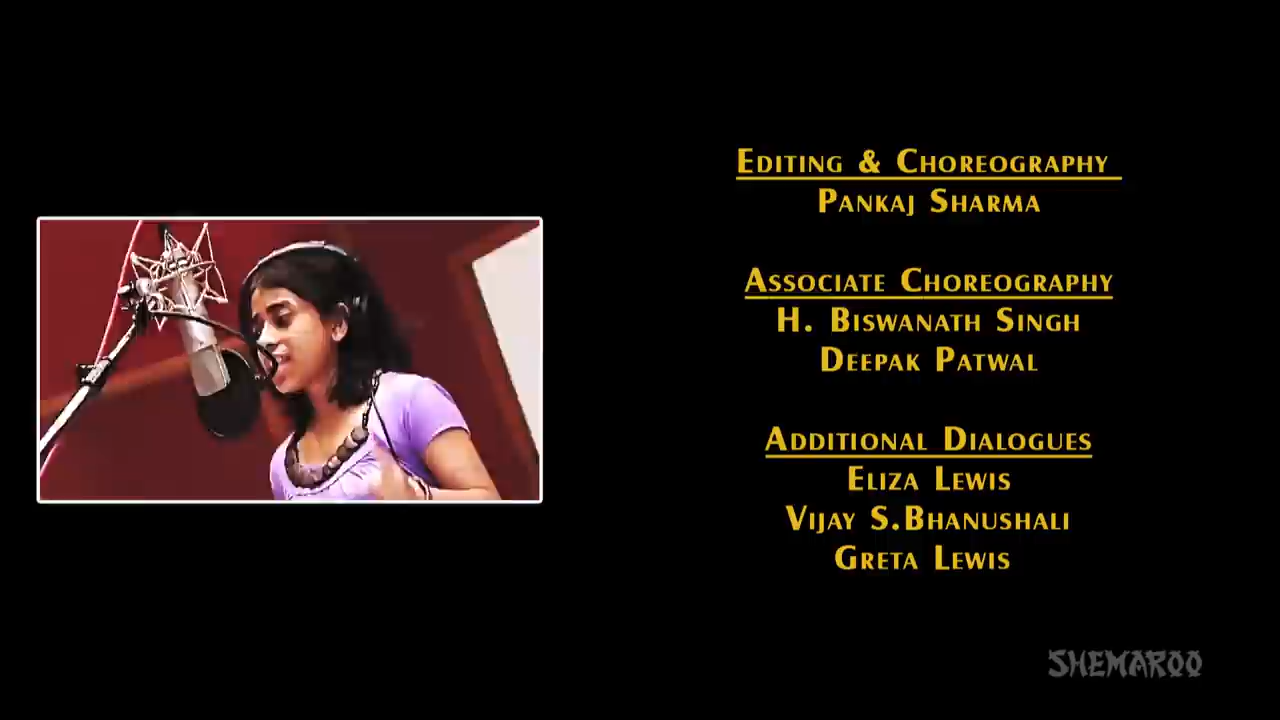 Editing & Choreography
Pankaj Sharma
Associate Choreography
H. Biswanath Singh
Deepak Patwal
Additional Dialogues
Eliza Lewis
Vijay S.Bhanushali
Greta Lewis
SHEMAROO